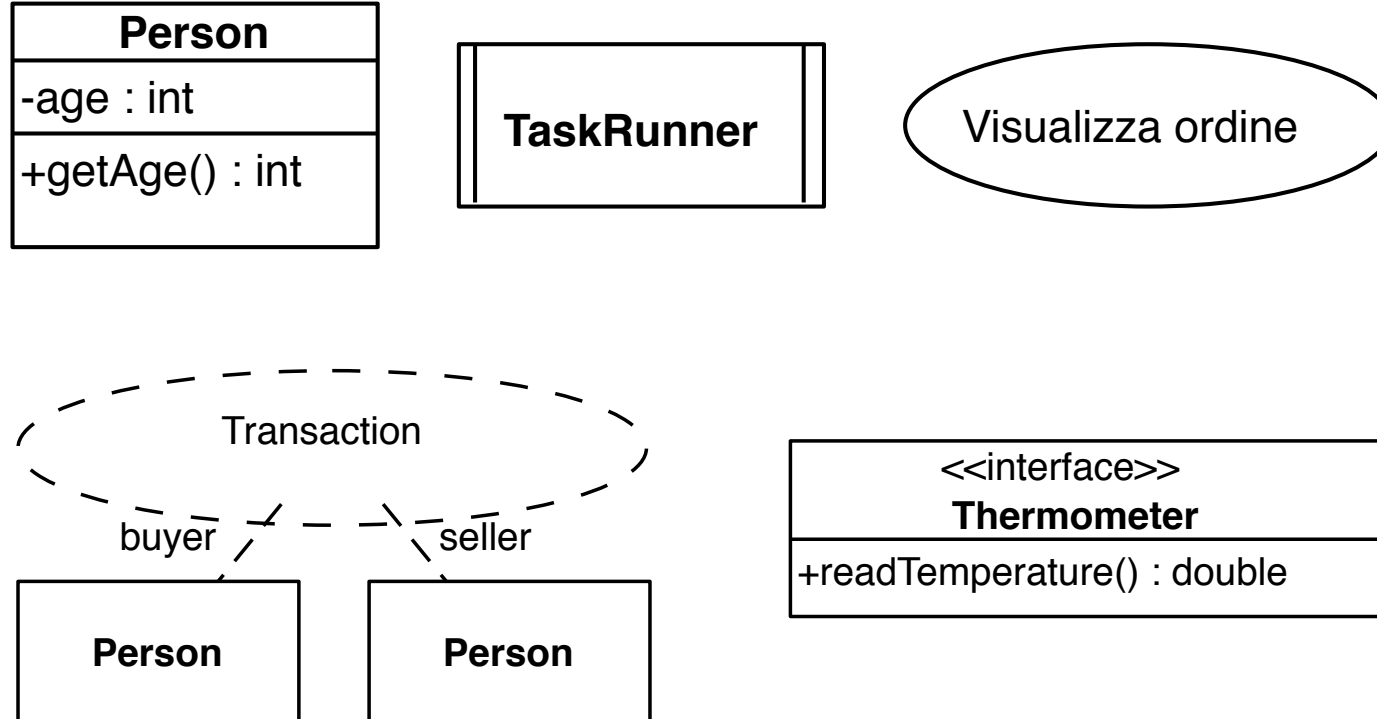 Person
-age : int
+getAge() : int
TaskRunner
Visualizza ordine
Transaction
buyer
seller
Person
Person
<<interface>>
Thermometer
+readTemperature() : double